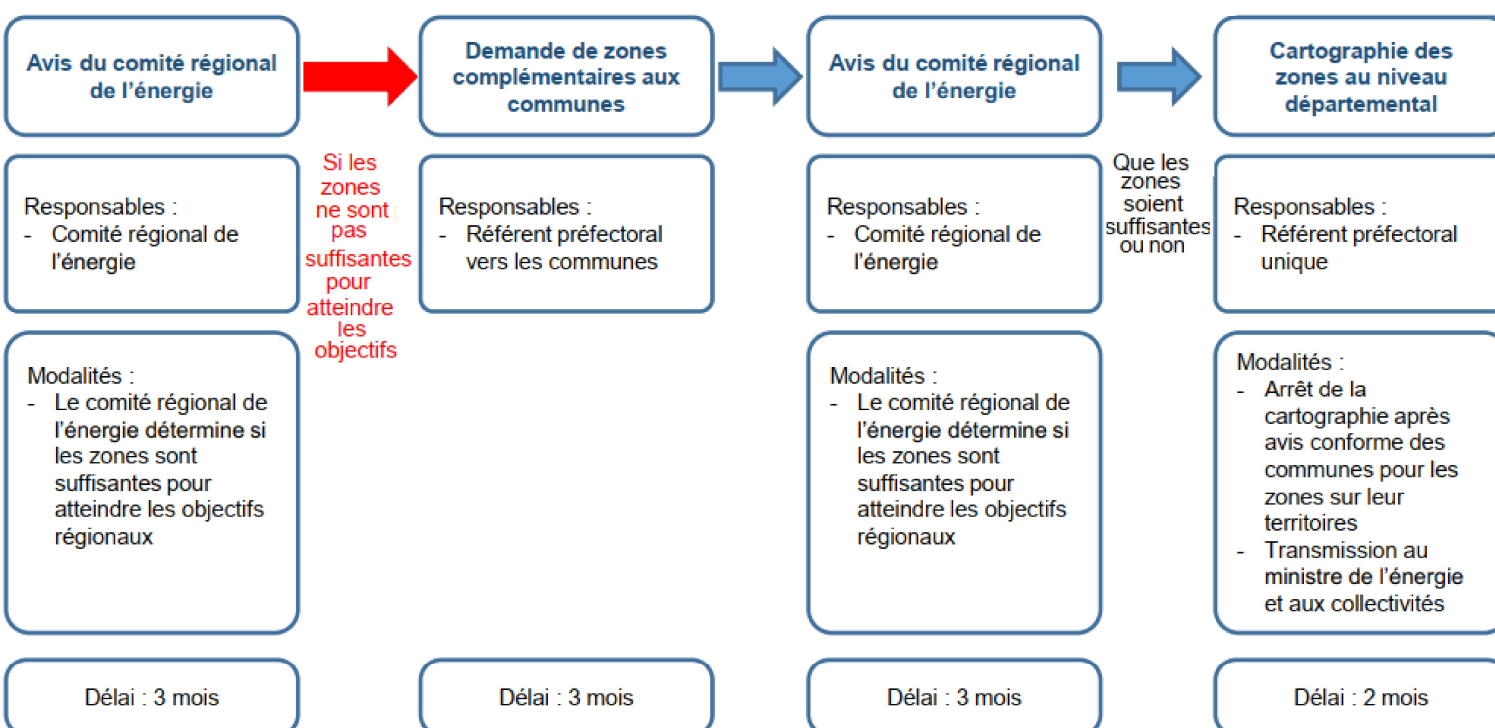 Avis du comité régional
de l'énergie
Demande de zones
complémentaires aux
communes
Avis du comité régional
de l'énergie
Cartographie des
zones au niveau
départemental
Responsables :
- Comité régional de
l'énergie
Si les
zones
ne sont
pas
suffisantes
pour
atteindre
les
objectifs
Responsables :
- Référent préfectoral
vers les communes
Responsables :
- Comité régional de
l'énergie
Que les
zones
soient
suffisantes
ou non
Responsables :
- Référent préfectoral
unique
Modalités :
- Le comité régional de
l'énergie détermine si
les zones sont
suffisantes pour
atteindre les objectifs
régionaux
Modalités :
- Le comité régional de
l'énergie détermine si
les zones sont
suffisantes pour
atteindre les objectifs
régionaux
Modalités :
- Arrêt de la
cartographie après
avis conforme des
communes pour les
zones sur leur
territoires
- Transmission au
ministre de l'énergie
et aux collectivités
Délai : 3 mois
Délai : 3 mois
Délai : 3 mois
Délai : 2 mois